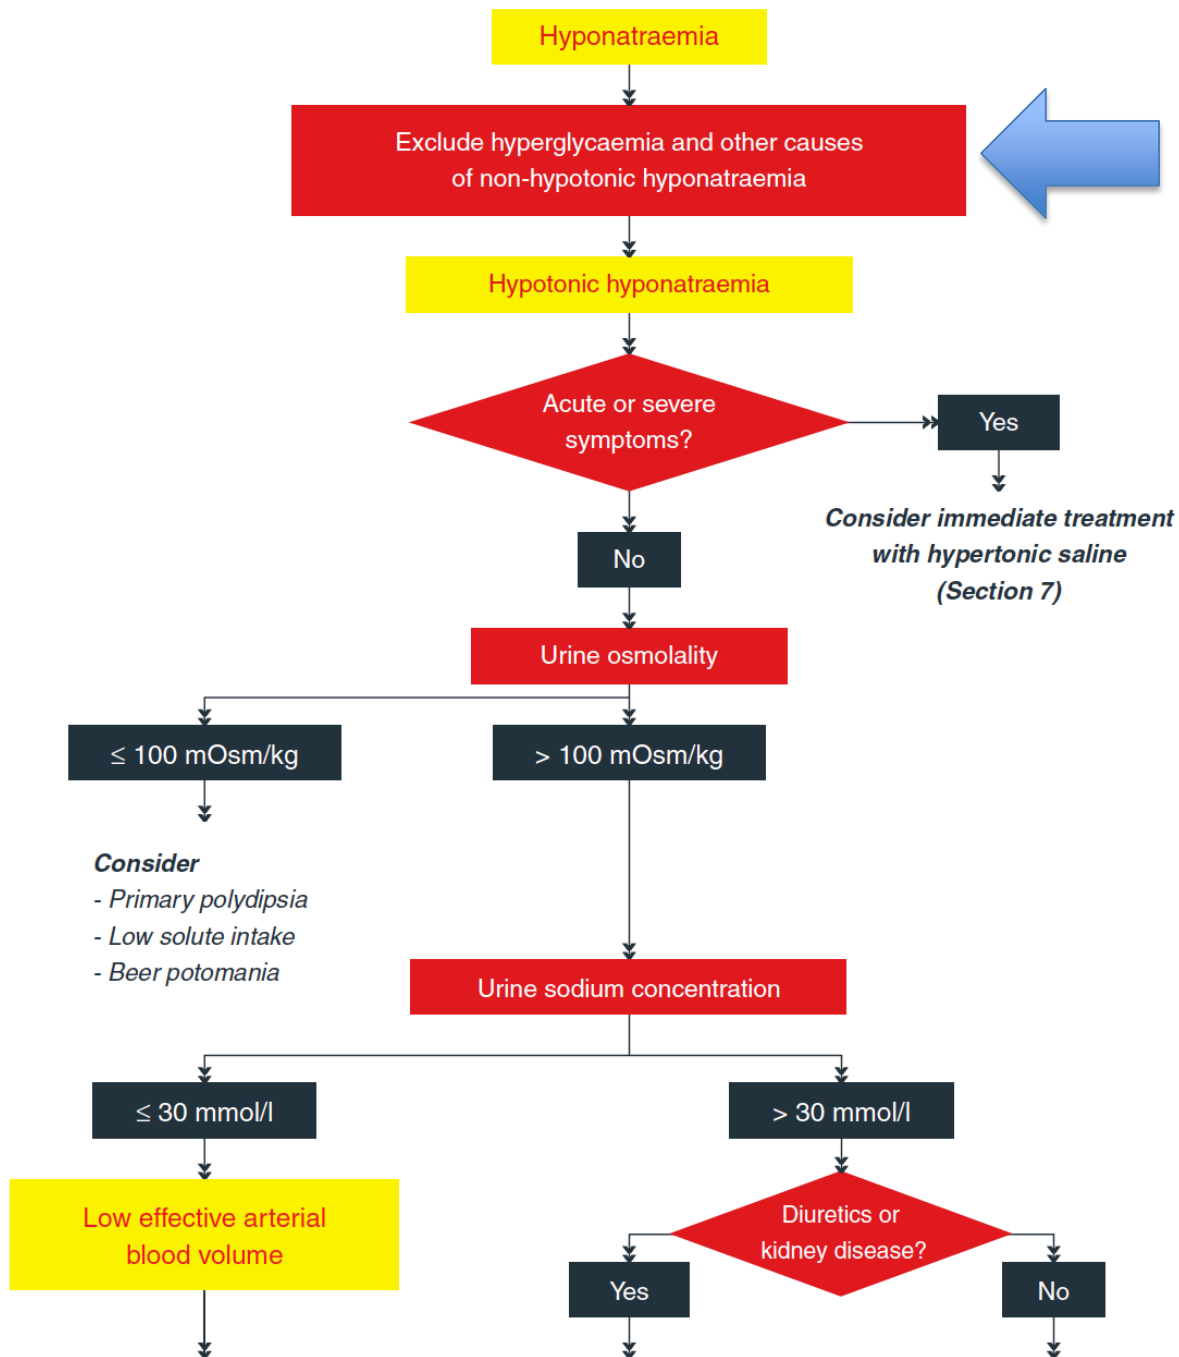 Hyponatraemia
Exclude hyperglycaemia and other causes
of non-hypotonic hyponatraemia
Hypotonic hyponatraemia
Acute or severe
symptoms?
Yes
Consider immediate treatment
with hypertonic saline
(Section 7)
No
Urine osmolality
≤ 100 mOsm/kg
> 100 mOsm/kg
Consider
- Primary polydipsia
- Low solute intake
- Beer potomania
Urine sodium concentration
≤ 30 mmol/l
> 30 mmol/l
Low effective arterial
blood volume
Diuretics or
kidney disease?
Yes
No